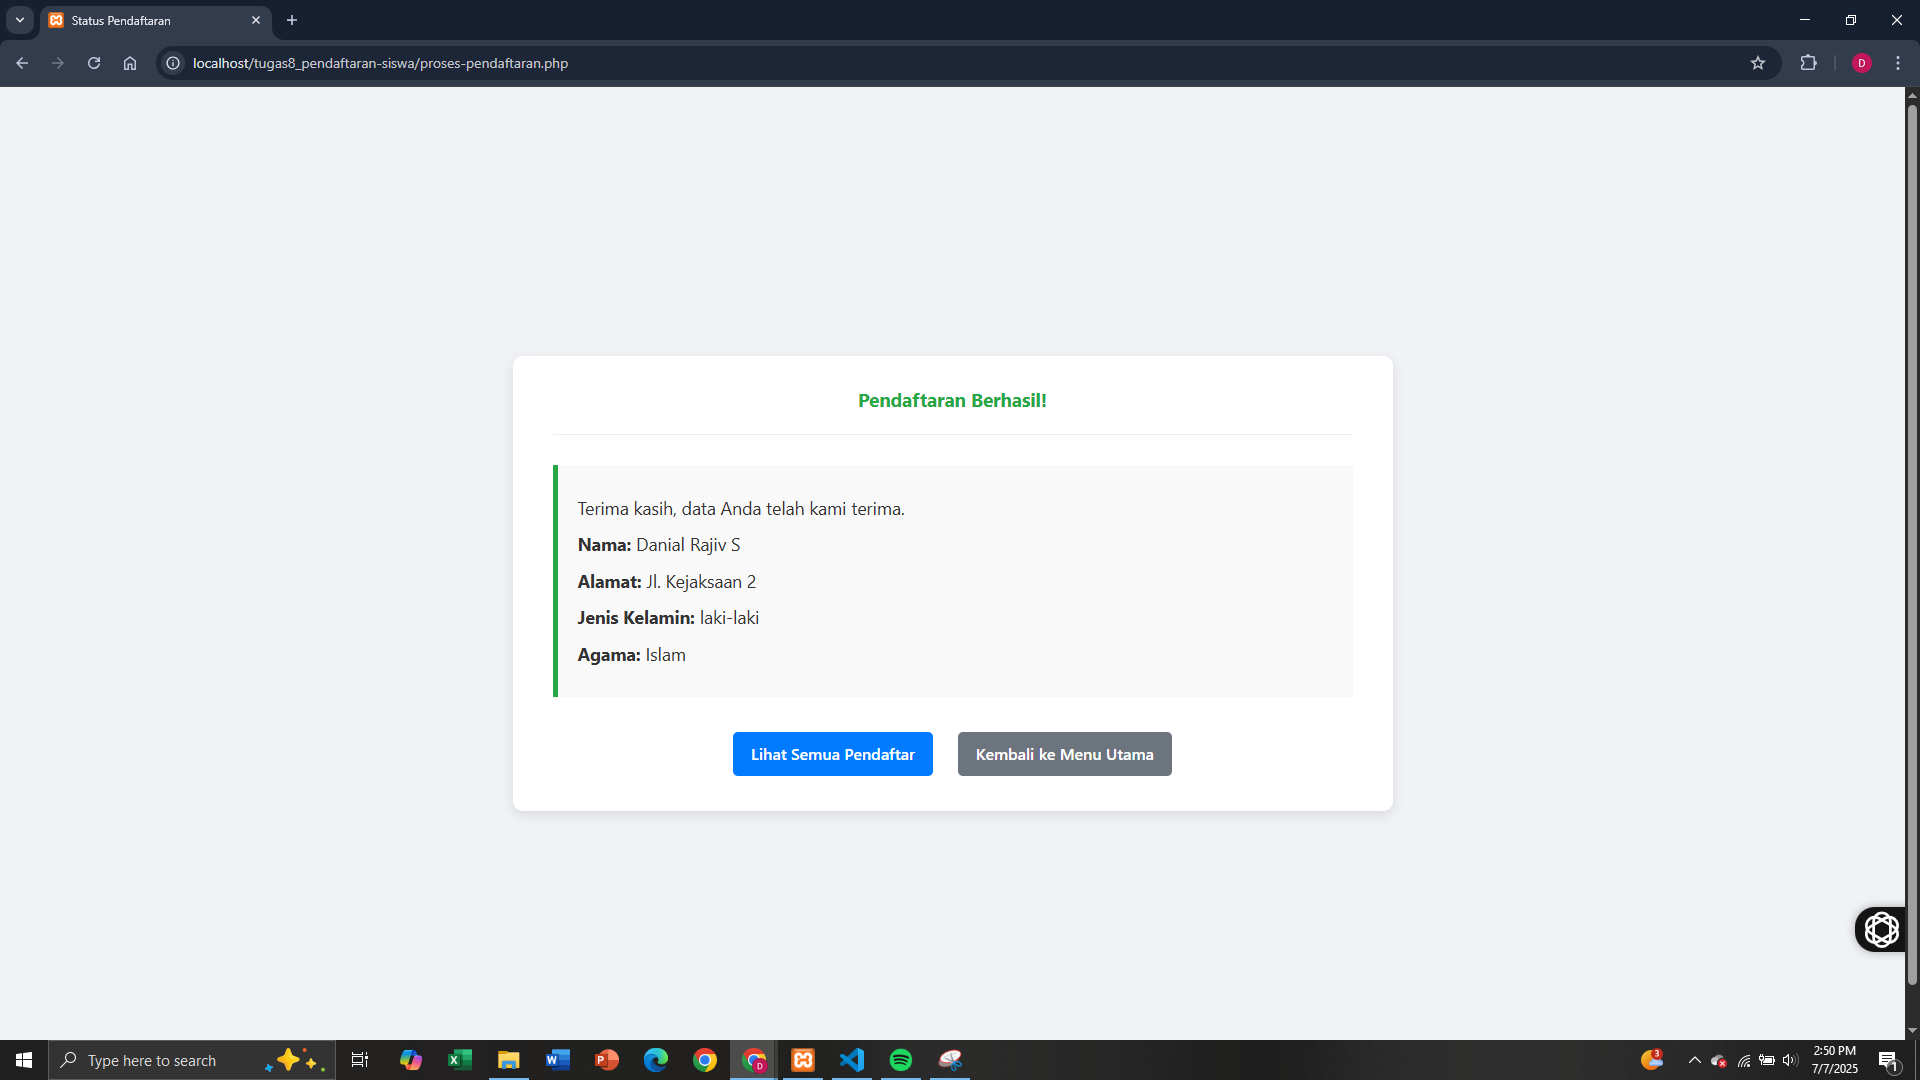 Status Pendaftaran
localhost/tugas8_pendaftaran-siswa/proses-pendaftaran.php
D
Pendaftaran Berhasil!
Terima kasih, data Anda telah kami terima.
Nama: Danial Rajiv S
Alamat: Jl. Kejaksaan 2
Jenis Kelamin: laki-laki
Agama: Islam
Lihat Semua Pendaftar
Kembali ke Menu Utama
Type here to search
D
3
2:50 PM
7/7/2025
1